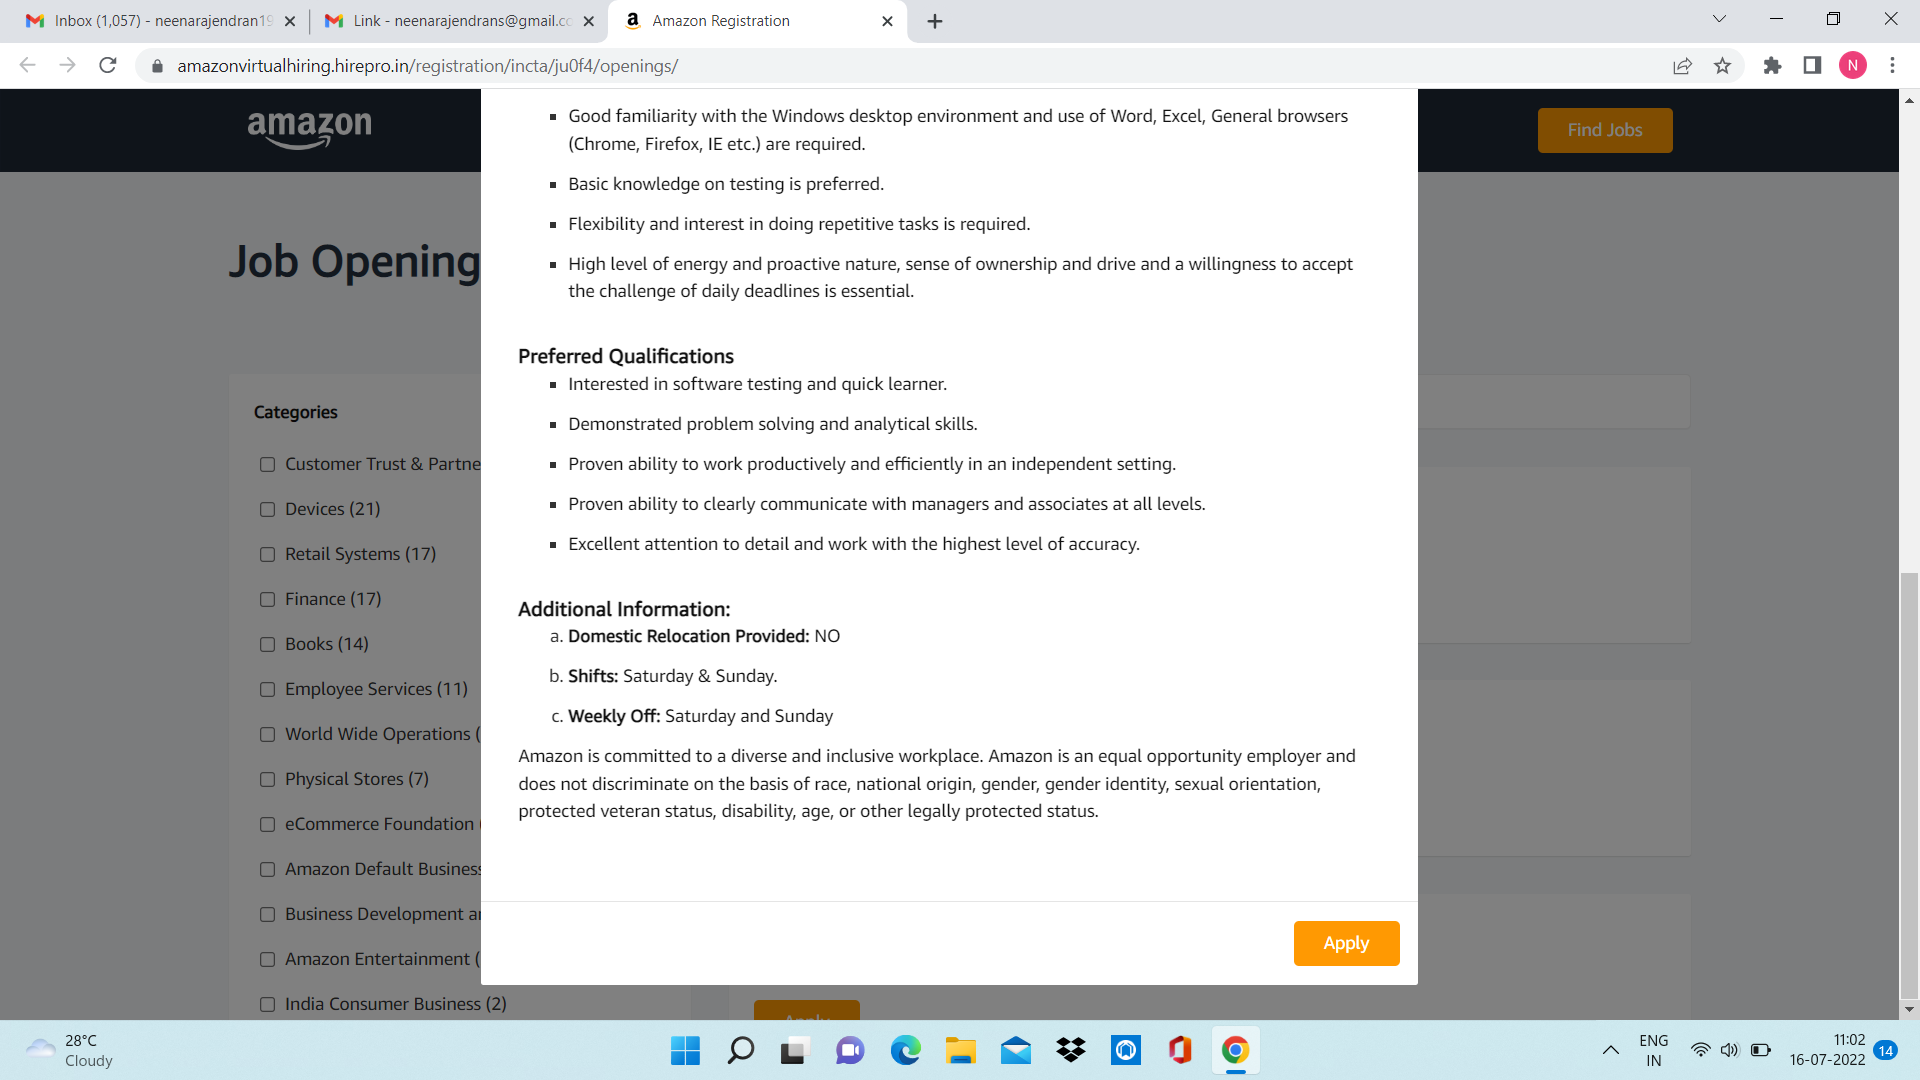 Inbox (1,057) - neenarajendran19
Link - neenarajendrans@gmail.co
a Amazon Registration
amazonvirtualhiring.hirepro.in/registration/incta/ju0f4/openings/
N
amazon
Find Jobs
Job Opening
Categories
Customer Trust & Partne
Devices (21)
Retail Systems (17)
Finance (17)
Books (14)
Employee Services (11)
World Wide Operations (
Physical Stores (7)
eCommerce Foundation (
Amazon Default Business
Business Development a
Amazon Entertainment (
India Consumer Business (2)
▪ Good familiarity with the Windows desktop environment and use of Word, Excel, General browsers
(Chrome, Firefox, IE etc.) are required.
▪ Basic knowledge on testing is preferred.
▪ Flexibility and interest in doing repetitive tasks is required.
▪ High level of energy and proactive nature, sense of ownership and drive and a willingness to accept
the challenge of daily deadlines is essential.
Preferred Qualifications
▪ Interested in software testing and quick learner.
▪ Demonstrated problem solving and analytical skills.
▪ Proven ability to work productively and efficiently in an independent setting.
▪ Proven ability to clearly communicate with managers and associates at all levels.
▪ Excellent attention to detail and work with the highest level of accuracy.
Additional Information:
a. Domestic Relocation Provided: NO
b. Shifts: Saturday & Sunday.
c. Weekly Off: Saturday and Sunday
Amazon is committed to a diverse and inclusive workplace. Amazon is an equal opportunity employer and
does not discriminate on the basis of race, national origin, gender, gender identity, sexual orientation,
protected veteran status, disability, age, or other legally protected status.
Apply
Apply
28°C
Cloudy
ENG
IN
11:02
16-07-2022
14